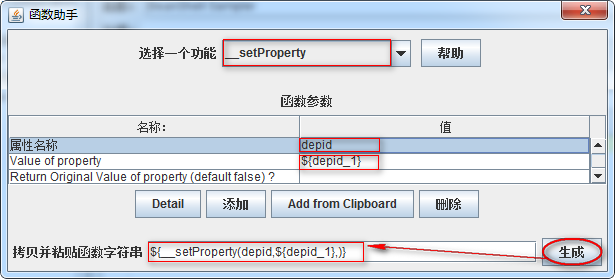 函数助手
选择一个功能 __setProperty 帮助
函数参数
名称: 值
属性名称 depid
Value of property ${depid_1}
Return Original Value of property (default false) ?
Detail 添加 Add from Clipboard 删除
拷贝并粘贴函数字符串 ${__setProperty(depid,${depid_1},)} 生成